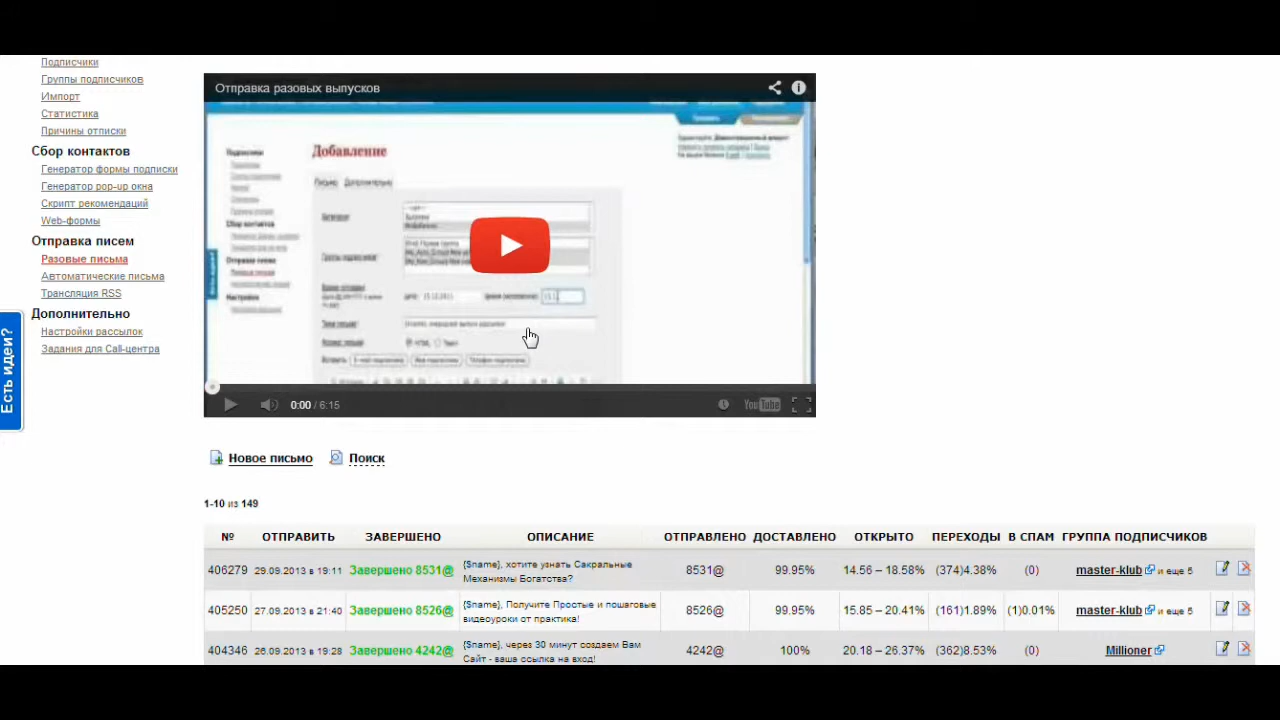 Подписчики
Группы подписчиков
Импорт
Статистика
Причины отписки
Сбор контактов
Генератор формы подписки
Генератор pop-up окна
Скрипт рекомендаций
Web-формы
Отправка писем
Разовые письма
Автоматические письма
Трансляция RSS
Дополнительно
Настройки рассылок
Задания для Call-центра
Есть идеи?
Отправка разовых выпусков
Добавление
0:00 / 6:15
YouTube
Новое письмо Поиск
1-10 из 149
№ ОТПРАВИТЬ ЗАВЕРШЕНО ОПИСАНИЕ ОТПРАВЛЕНО ДОСТАВЛЕНО ОТКРЫТО ПЕРЕХОДЫ В СПАМ ГРУППА ПОДПИСЧИКОВ
406279 29.09.2013 в 19:11 Завершено 8531@ {$name}, хотите узнать Сакральные Механизмы Богатства? 8531@ 99.95% 14.56 – 18.58% (374)4.38% (0) master-klub и еще 5
405250 27.09.2013 в 21:40 Завершено 8526@ {$name}, Получите Простые и пошаговые видеоуроки от практика! 8526@ 99.95% 15.85 – 20.41% (161)1.89% (1)0.01% master-klub и еще 5
404346 26.09.2013 в 19:28 Завершено 4242@ {$name}, через 30 минут создаем Вам Сайт - ваша ссылка на вход! 4242@ 100% 20.18 – 26.37% (362)8.53% (0) Millioner